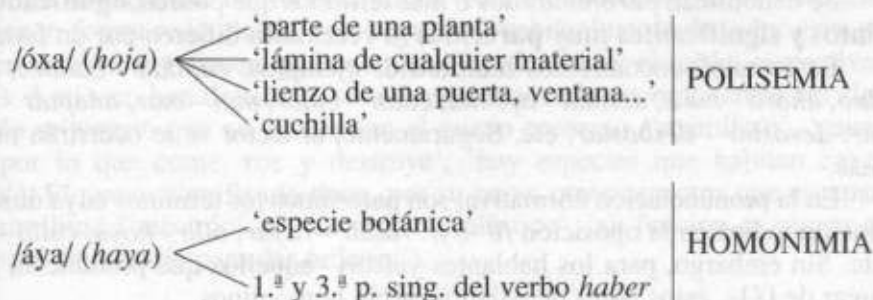 ‘parte de una planta’
/óxa/ (hoja)
‘lámina de cualquier material’
‘lienzo de una puerta, ventana...’
‘cuchilla’
POLISEMIA
‘especie botánica’
/áya/ (haya)
HOMONIMIA
1.ª y 3.ª p. sing. del verbo haber